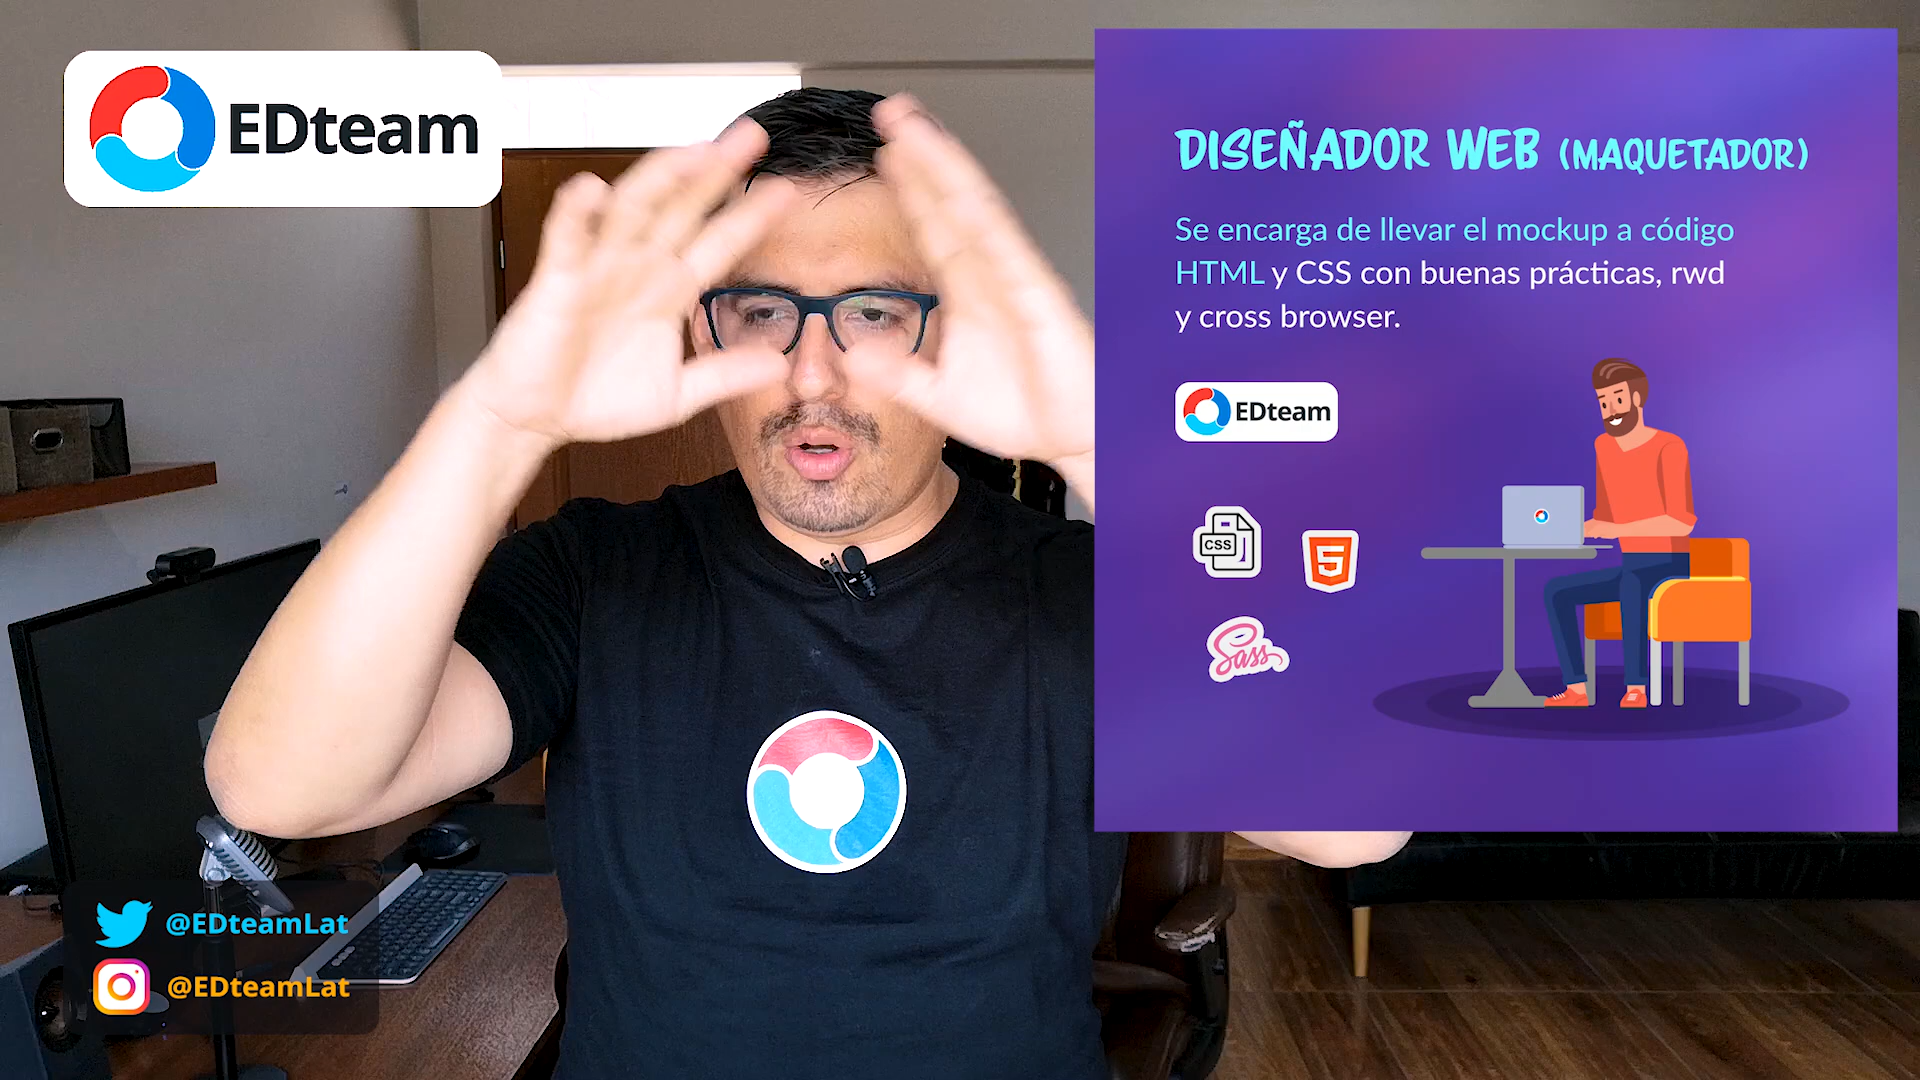 EDteam
DISEÑADOR WEB (MAQUETADOR)
Se encarga de llevar el mockup a código
HTML y CSS con buenas prácticas, rwd
y cross browser.
EDteam
CSS
5
Sass
@EDteamLat
@EDteamLat